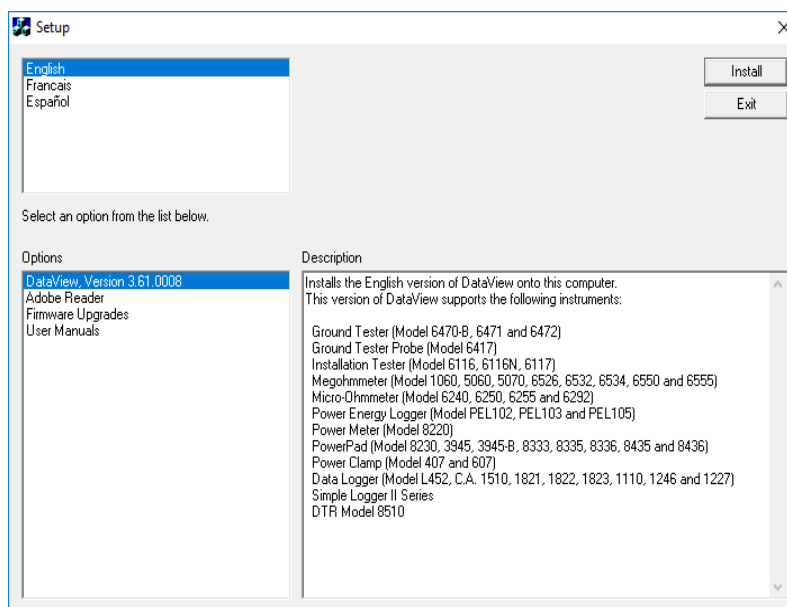 Setup
English
Francais
Español
Install
Exit
Select an option from the list below.
Options
DataView, Version 3.61.0008
Adobe Reader
Firmware Upgrades
User Manuals
Description
Installs the English version of DataView onto this computer.
This version of DataView supports the following instruments:
Ground Tester (Model 6470-B, 6471 and 6472)
Ground Tester Probe (Model 6417)
Installation Tester (Model 6116, 6116N, 6117)
Megohmmeter (Model 1060, 5060, 5070, 6526, 6532, 6534, 6550 and 6555)
Micro-Ohmmeter (Model 6240, 6250, 6255 and 6292)
Power Energy Logger (Model PEL102, PEL103 and PEL105)
Power Meter (Model 8220)
PowerPad (Model 8230, 3945, 3945-B, 8333, 8335, 8336, 8435 and 8436)
Power Clamp (Model 407 and 607)
Data Logger (Model L452, C.A. 1510, 1821, 1822, 1823, 1110, 1246 and 1227)
Simple Logger II Series
DTR Model 8510